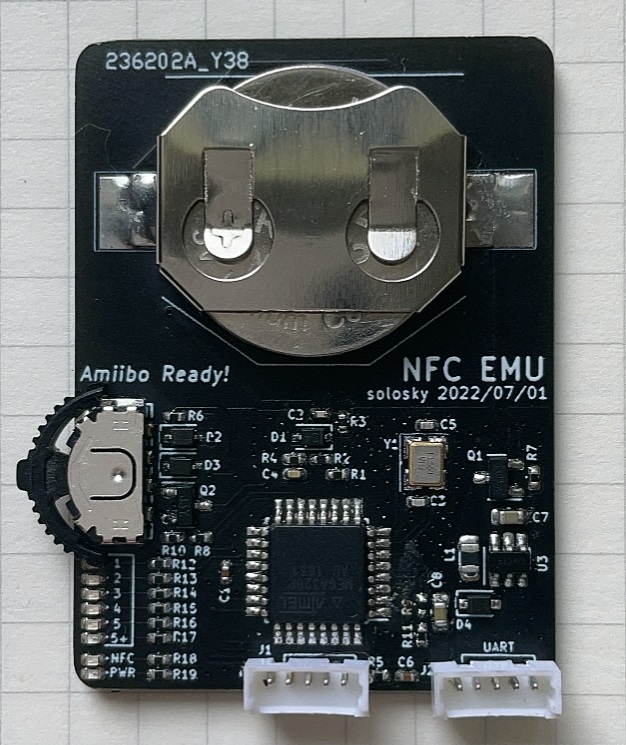 236202A_Y38
Amiibo Ready!
NFC EMU
solosky 2022/07/01
R6
D2
D3
Q2
R10 R8
C2
R3
D1
R4
R2
C4
R1
Y1
C5
C3
Q1
R7
C7
U3
L1
C8
D4
C1
R9
R11
ATMEL
1
2
3
4
5
5+
NFC
PWR
R12
R13
R14
R15
R16
R17
R18
R19
J1
R5
C6
J2
UART